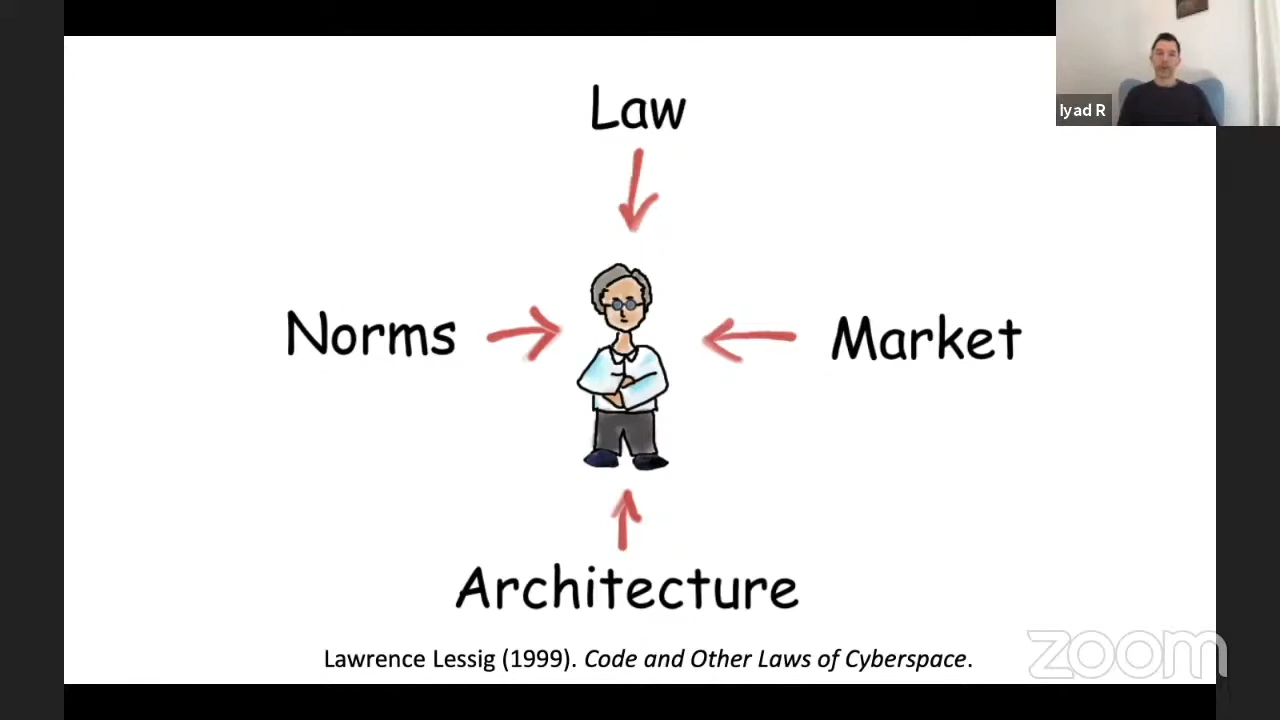 Law
Iyad R
Norms
Market
Architecture
Lawrence Lessig (1999). Code and Other Laws of Cyberspace.
zoom